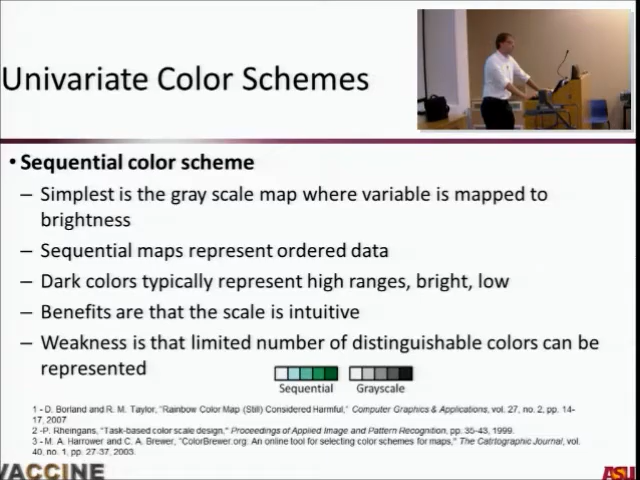 Univariate Color Schemes
• Sequential color scheme
– Simplest is the gray scale map where variable is mapped to
brightness
– Sequential maps represent ordered data
– Dark colors typically represent high ranges, bright, low
– Benefits are that the scale is intuitive
– Weakness is that limited number of distinguishable colors can be
represented
Sequential Grayscale
1 - D. Borland and R. M. Taylor, "Rainbow Color Map (Still) Considered Harmful," Computer Graphics & Applications, vol. 27, no. 2, pp. 14-
17, 2007
2 -P. Rheingans, "Task-based color scale design," Proceedings of Applied Image and Pattern Recognition, pp. 35-43, 1999.
3 - M. A. Harrower and C. A. Brewer, "ColorBrewer.org: An online tool for selecting color schemes for maps," The Catrtographic Journal, vol.
40, no. 1, pp. 27-37, 2003.
VACCINE ASU